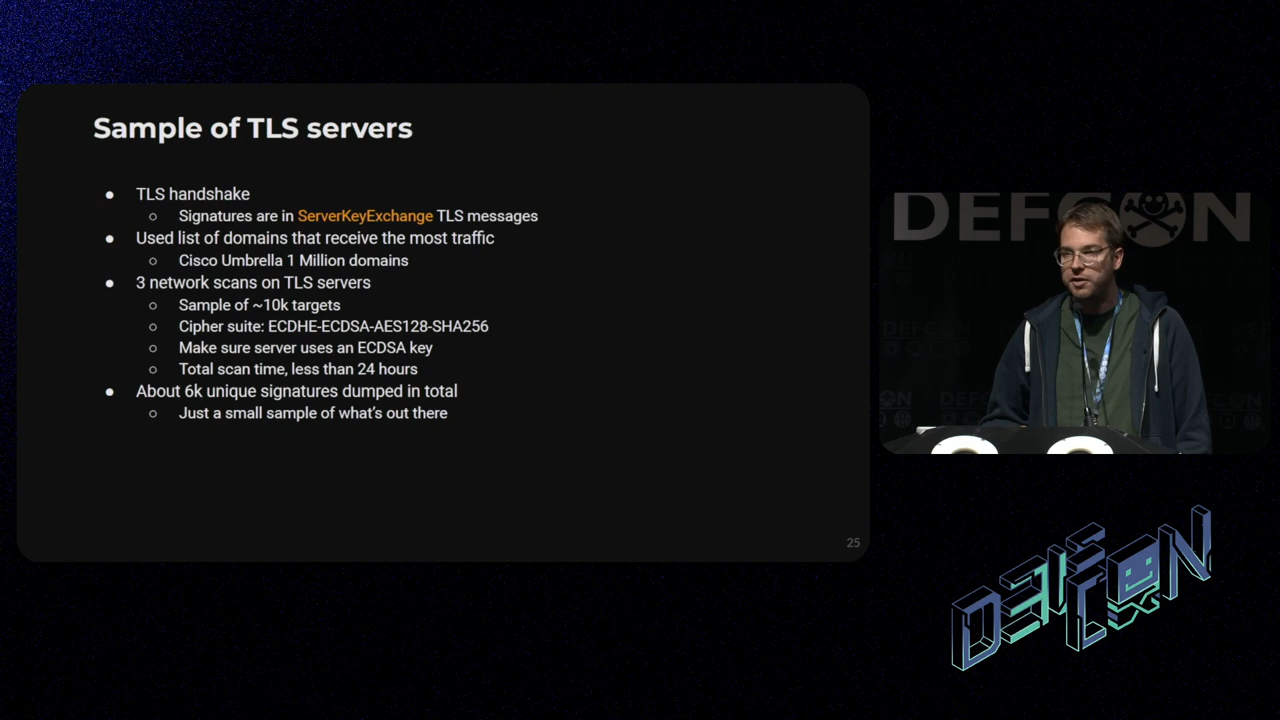 Sample of TLS servers
● TLS handshake
○ Signatures are in ServerKeyExchange TLS messages
● Used list of domains that receive the most traffic
○ Cisco Umbrella 1 Million domains
● 3 network scans on TLS servers
○ Sample of ~10k targets
○ Cipher suite: ECDHE-ECDSA-AES128-SHA256
○ Make sure server uses an ECDSA key
○ Total scan time, less than 24 hours
● About 6k unique signatures dumped in total
○ Just a small sample of what's out there
25
DEFC N
DEF CON